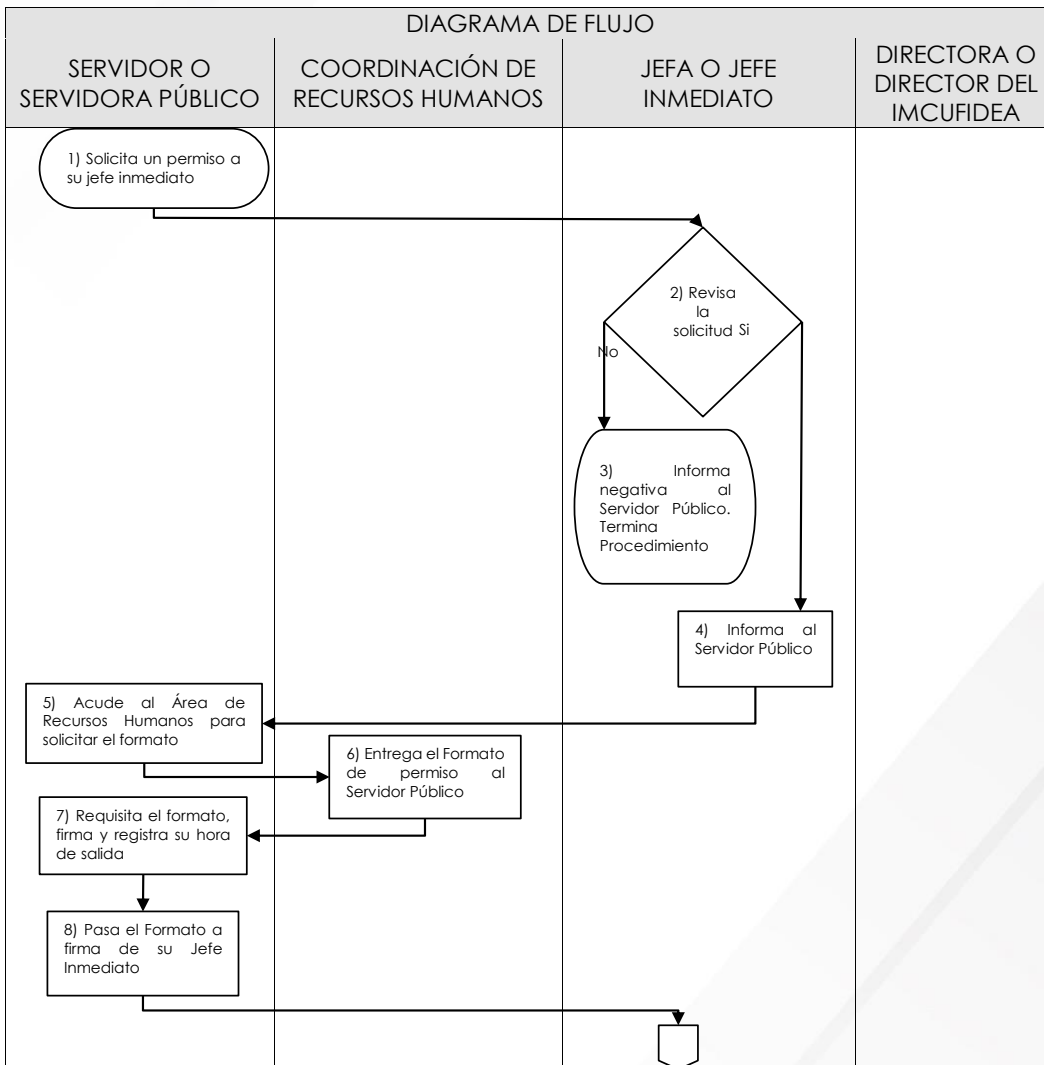 DIAGRAMA DE FLUJO
SERVIDOR O
SERVIDORA PÚBLICO
COORDINACIÓN DE
RECURSOS HUMANOS
JEFA O JEFE
INMEDIATO
DIRECTORA O
DIRECTOR DEL
IMCUFIDEA
1) Solicita un permiso a
su jefe inmediato
2) Revisa
la
solicitud Si
No
3) Informa
negativa al
Servidor Público.
Termina
Procedimiento
4) Informa al
Servidor Público
5) Acude al Área de
Recursos Humanos para
solicitar el formato
6) Entrega el Formato
de permiso al
Servidor Público
7) Requisita el formato,
firma y registra su hora
de salida
8) Pasa el Formato a
firma de su Jefe
Inmediato